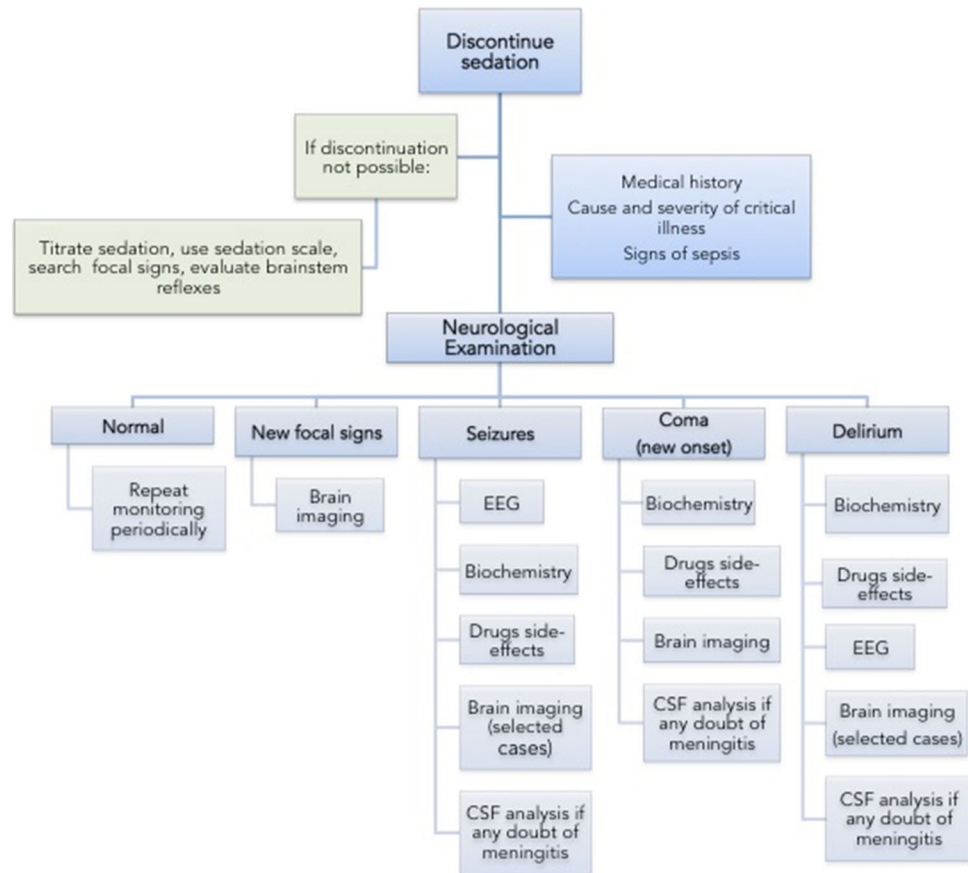 Discontinue
sedation
If discontinuation
not possible:
Medical history
Cause and severity of critical
illness
Signs of sepsis
Titrate sedation, use sedation scale,
search focal signs, evaluate brainstem
reflexes
Neurological
Examination
Normal
Repeat
monitoring
periodically
New focal signs
Brain
imaging
Seizures
EEG
Biochemistry
Drugs side-
effects
Brain imaging
(selected
cases)
CSF analysis if
any doubt of
meningitis
Coma
(new onset)
Biochemistry
Drugs side-
effects
Brain imaging
CSF analysis if
any doubt of
meningitis
Delirium
Biochemistry
Drugs side-
effects
EEG
Brain imaging
(selected cases)
CSF analysis if
any doubt of
meningitis